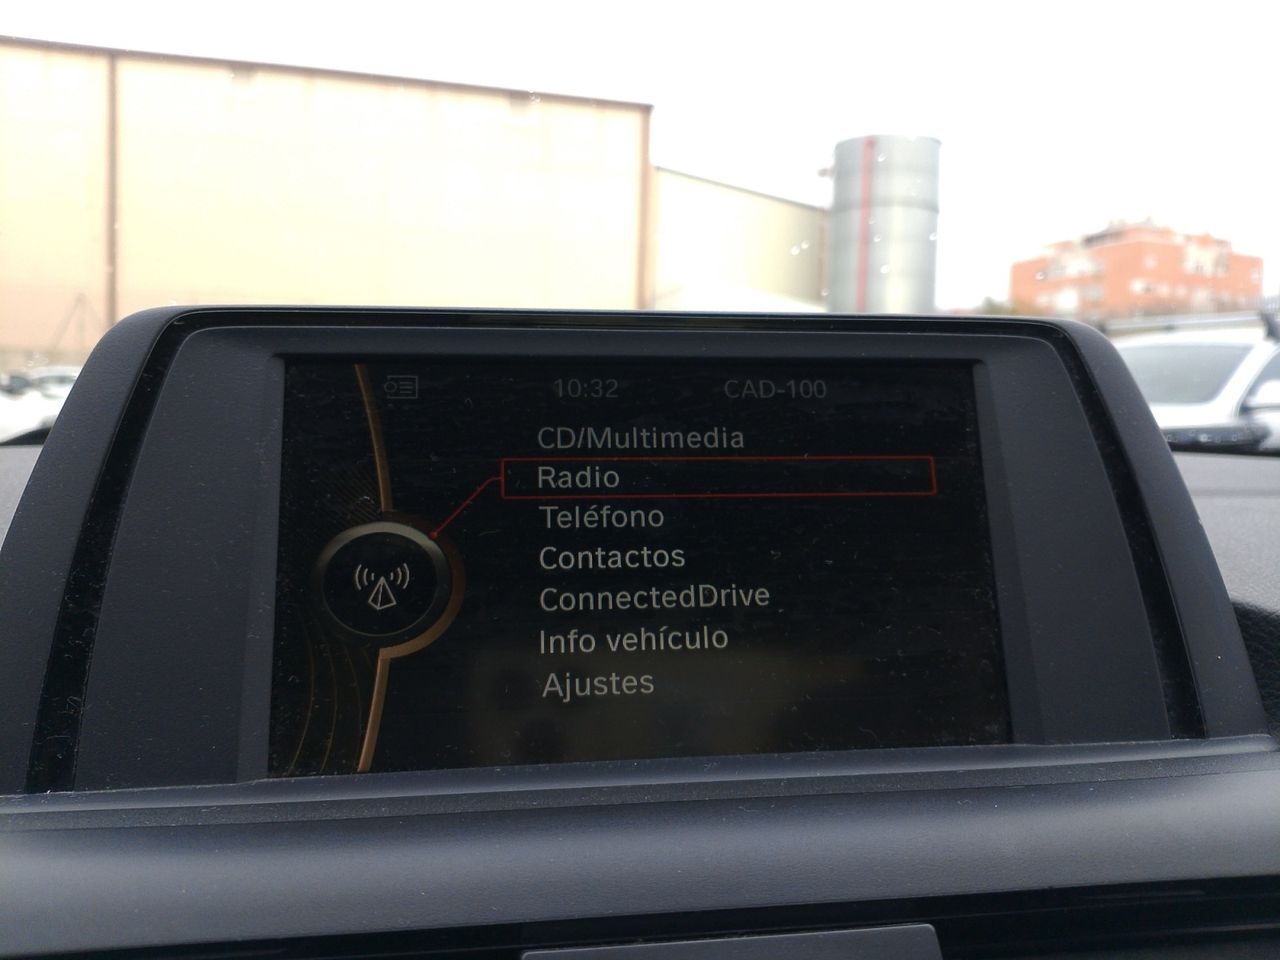 10:32 CAD-100
CD/Multimedia
Radio
Teléfono
Contactos
ConnectedDrive
Info vehículo
Ajustes